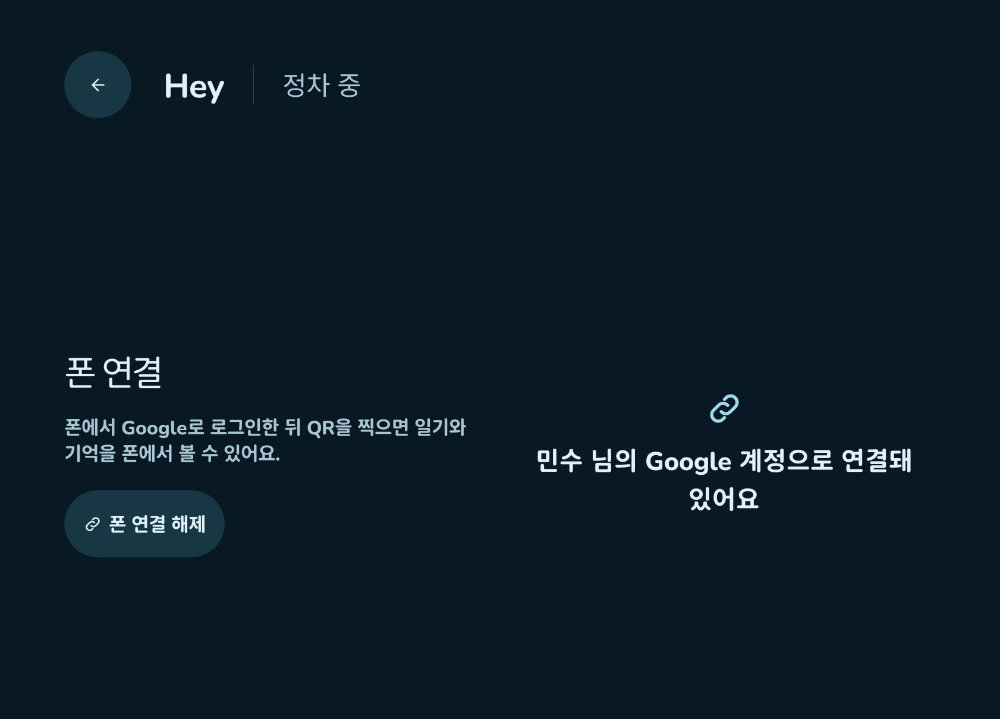 Hey
정차 중
폰 연결
폰에서 Google로 로그인한 뒤 QR을 찍으면 일기와
기억을 폰에서 볼 수 있어요.
폰 연결 해제
민수 님의 Google 계정으로 연결돼
있어요